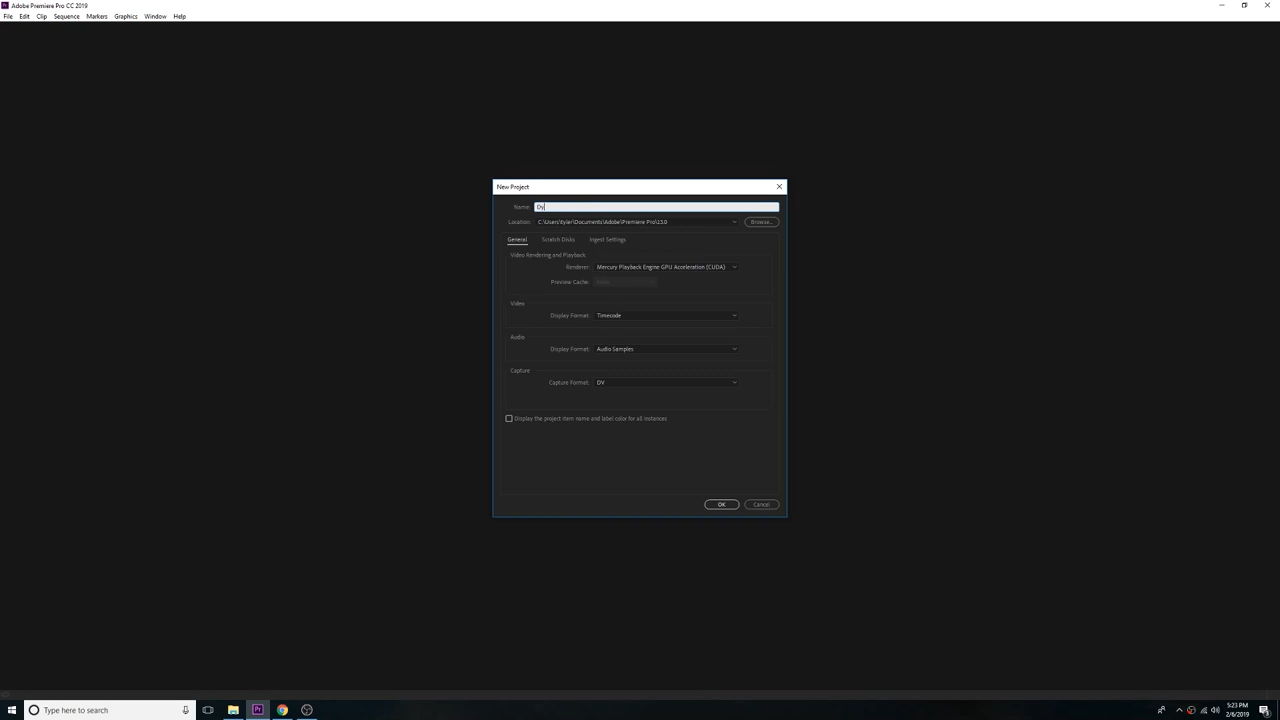 Adobe Premiere Pro CC 2019
File Edit Clip Sequence Markers Graphics Window Help
New Project
Name: Dy
Location: C:\Users\tyler\Documents\Adobe\Premiere Pro\13.0 Browse...
General Scratch Disks Ingest Settings
Video Rendering and Playback
Renderer: Mercury Playback Engine GPU Acceleration (CUDA)
Preview Cache: None
Video
Display Format: Timecode
Audio
Display Format: Audio Samples
Capture
Capture Format: DV
Display the project item name and label color for all instances
OK Cancel
Type here to search
Pr
5:23 PM
2/6/2019